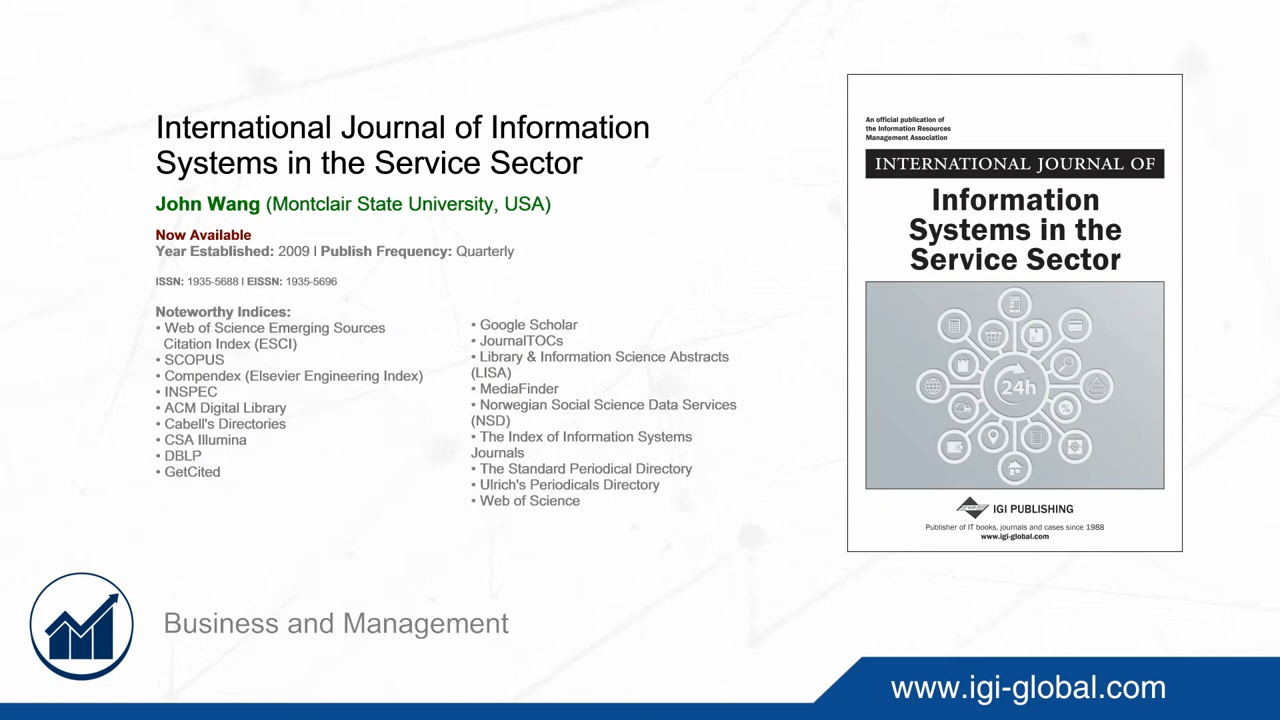 International Journal of Information
Systems in the Service Sector
John Wang (Montclair State University, USA)
Now Available
Year Established: 2009 | Publish Frequency: Quarterly
ISSN: 1935-5688 | EISSN: 1935-5696
Noteworthy Indices:
• Web of Science Emerging Sources
Citation Index (ESCI)
• SCOPUS
• Compendex (Elsevier Engineering Index)
• INSPEC
• ACM Digital Library
• Cabell's Directories
• CSA Illumina
• DBLP
• GetCited
• Google Scholar
• JournalTOCs
• Library & Information Science Abstracts
(LISA)
• MediaFinder
• Norwegian Social Science Data Services
(NSD)
• The Index of Information Systems
Journals
• The Standard Periodical Directory
• Ulrich's Periodicals Directory
• Web of Science
An official publication of
the Information Resources
Management Association
INTERNATIONAL JOURNAL OF
Information
Systems in the
Service Sector
24h
IGI PUBLISHING
Publisher of IT books, journals and cases since 1988
www.igi-global.com
Business and Management
www.igi-global.com